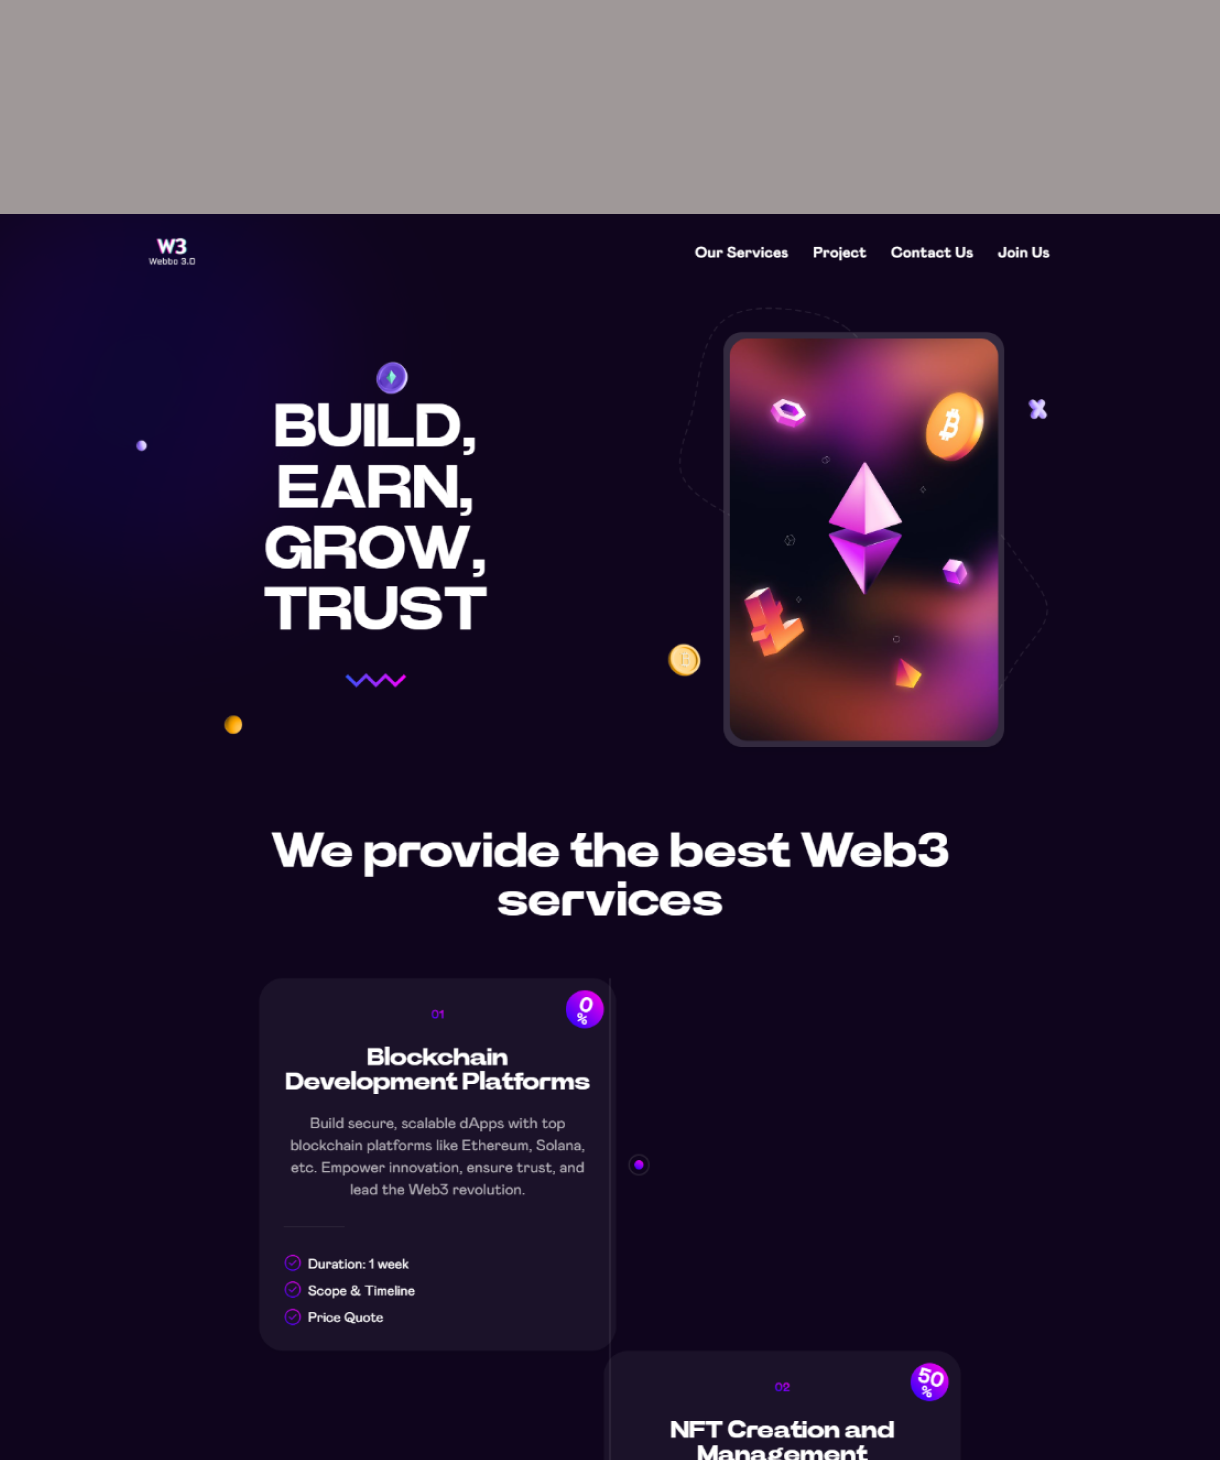 W3
Webbo 3.0
Our Services
Project
Contact Us
Join Us
BUILD,
EARN,
GROW,
TRUST
We provide the best Web3
services
01
0
%
Blockchain
Development Platforms
Build secure, scalable dApps with top
blockchain platforms like Ethereum, Solana,
etc. Empower innovation, ensure trust, and
lead the Web3 revolution.
Duration: 1 week
Scope & Timeline
Price Quote
02
50
%
NFT Creation and
Management